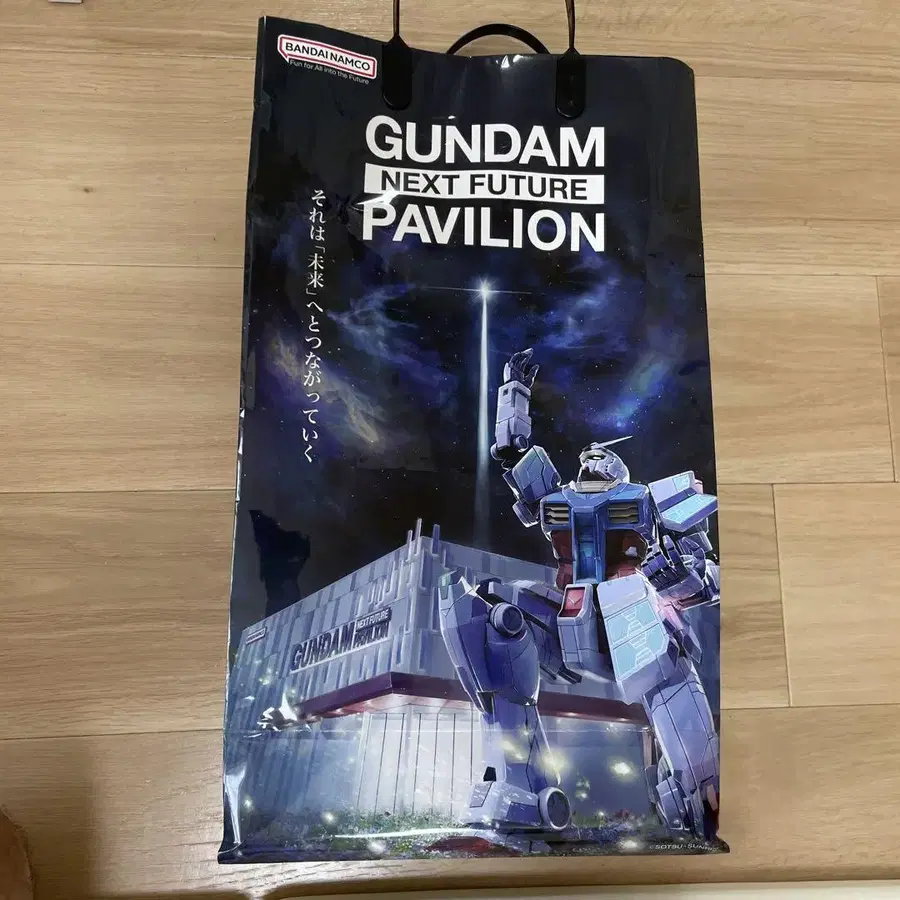 BANDAI NAMCO
Fun for All into the Future
GUNDAM
NEXT FUTURE
PAVILION
それは「未来」へとつながっていく
GUNDAM
NEXT FUTURE
PAVILION
©SOTSU・SUNRISE